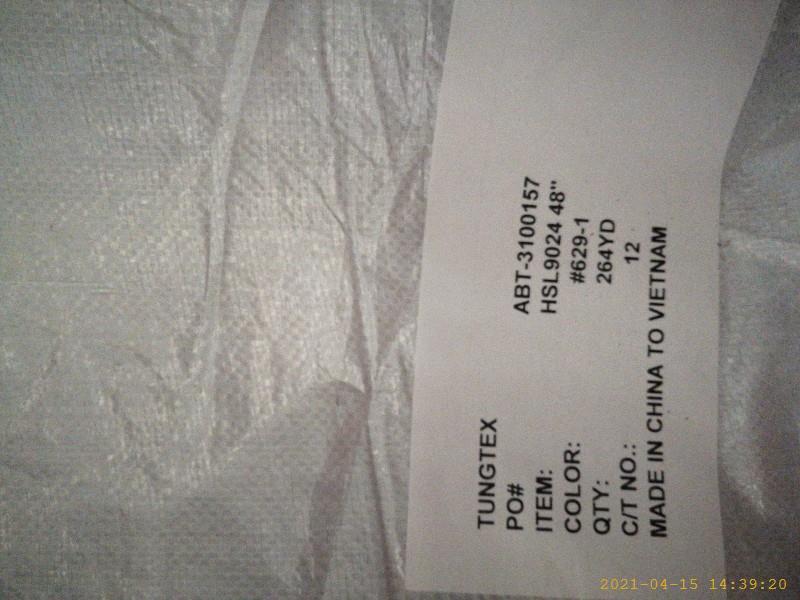 TUNGTEX
PO# ABT-3100157
ITEM: HSL9024 48"
COLOR: #629-1
QTY: 264YD
C/T NO.: 12
MADE IN CHINA TO VIETNAM
2021-04-15 14:39:20